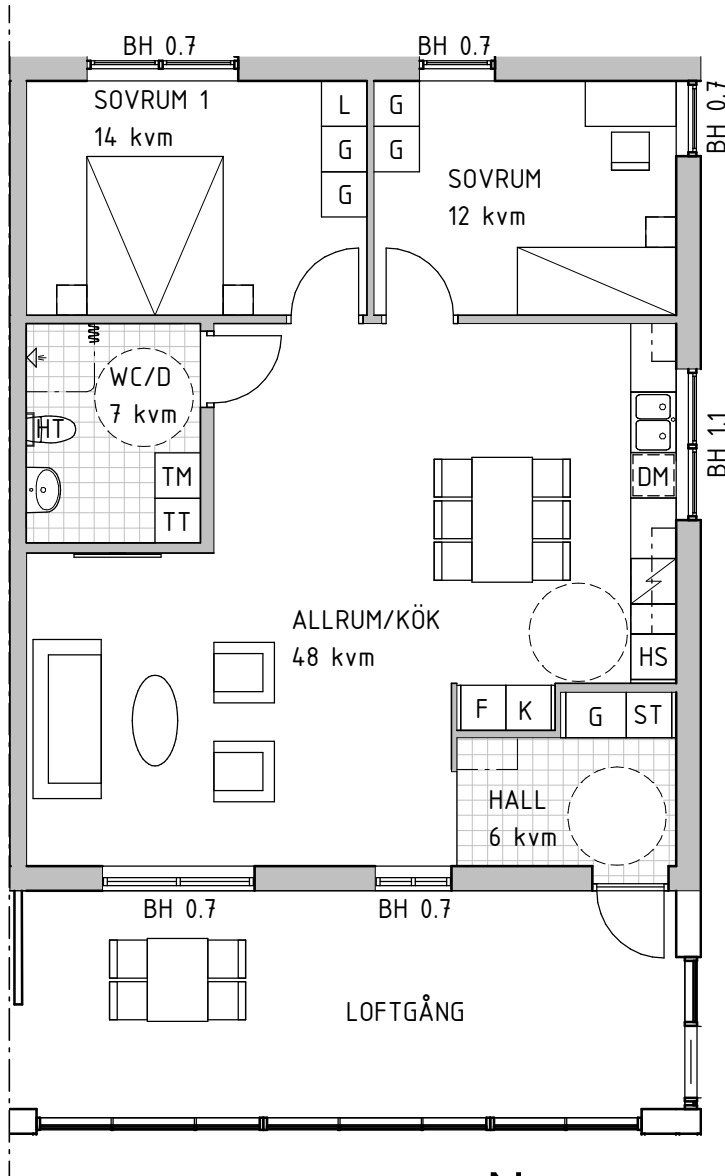 BH 0.7
BH 0.7
SOVRUM 1
14 kvm
L
G
G
G
G
BH 0.7
SOVRUM
12 kvm
WC/D
7 kvm
HT
TM
TT
BH 1.1
DM
ALLRUM/KÖK
48 kvm
HS
F
K
G
ST
HALL
6 kvm
BH 0.7
BH 0.7
LOFTGÅNG